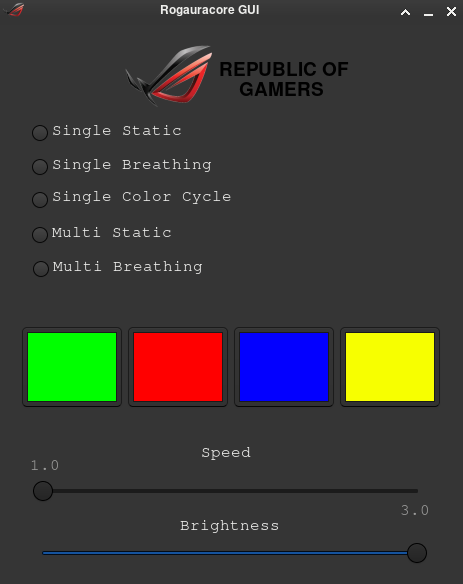 Rogauracore GUI
REPUBLIC OF
GAMERS
Single Static
Single Breathing
Single Color Cycle
Multi Static
Multi Breathing
Speed
1.0
3.0
Brightness